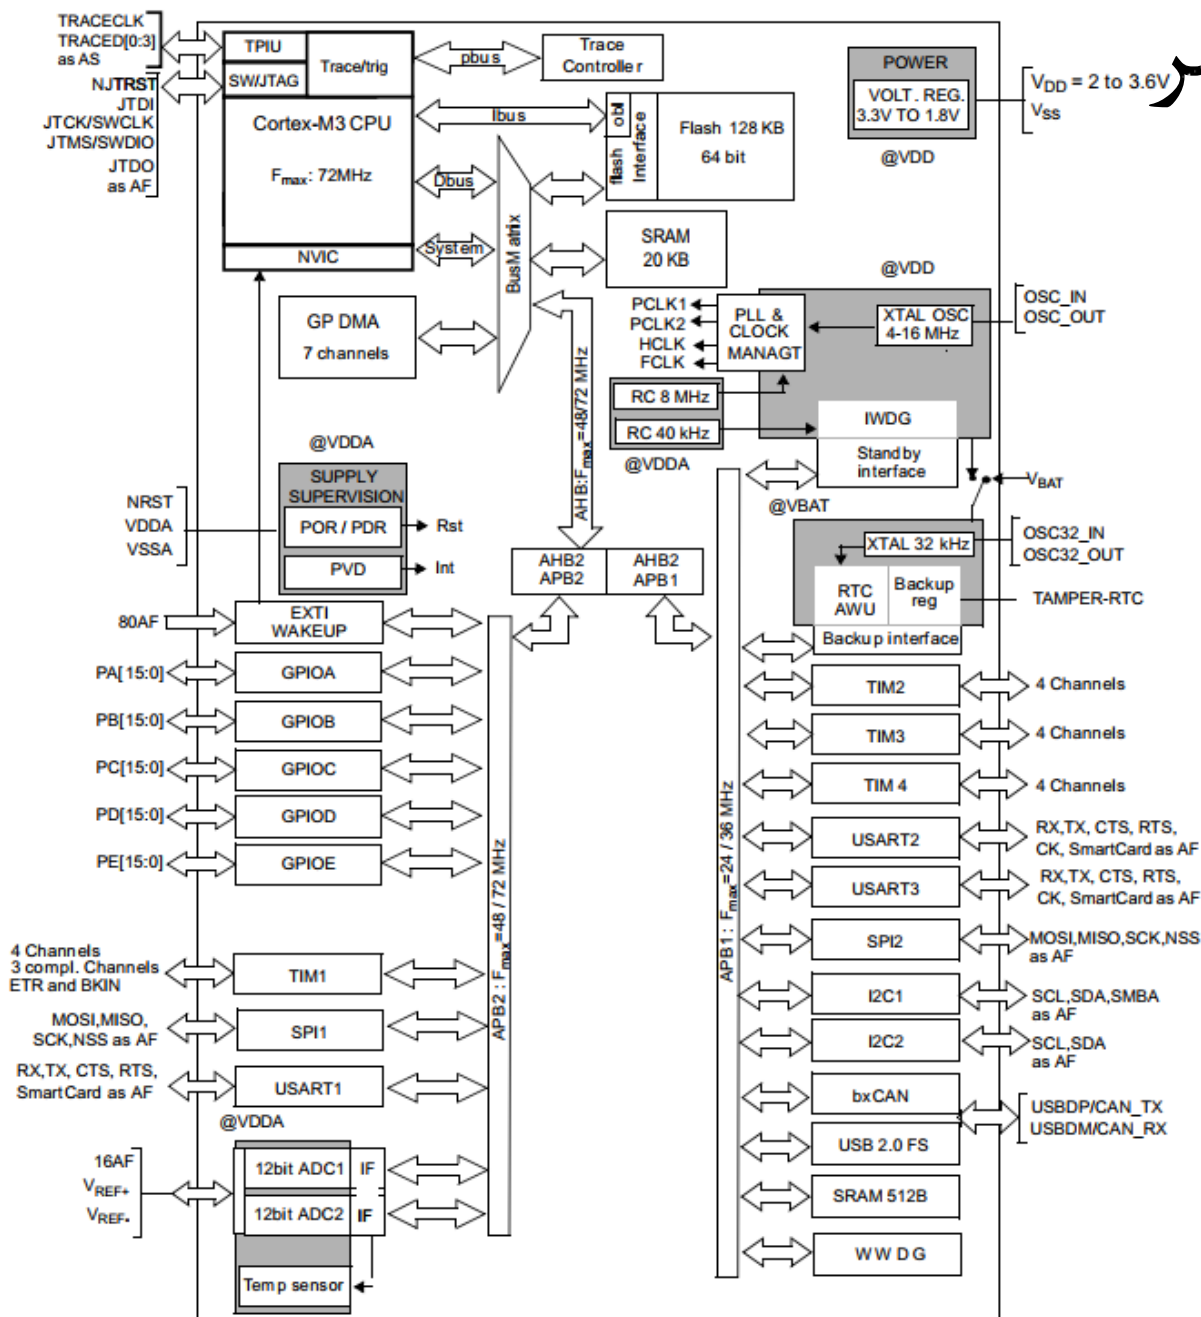 TRACECLK
TRACED[0:3]
as AS
NJTRST
JTDI
JTCK/SWCLK
JTMS/SWDIO
JTDO
as AF
TPIU
SW/JTAG
Trace/trig
Cortex-M3 CPU
Fmax: 72MHz
NVIC
pbus
Trace
Controller
Ibus
Dbus
System
BusMatrix
obl
flash
Interface
Flash 128 KB
64 bit
SRAM
20 KB
POWER
VOLT. REG.
3.3V TO 1.8V
@VDD
VDD = 2 to 3.6V
VSS
GP DMA
7 channels
AHB:Fmax=48/72 MHz
@VDD
PCLK1
PCLK2
HCLK
FCLK
PLL &
CLOCK
MANAGT
XTAL OSC
4-16 MHz
OSC_IN
OSC_OUT
RC 8 MHz
RC 40 kHz
@VDDA
IWDG
Standby
interface
@VBAT
VBAT
@VDDA
SUPPLY
SUPERVISION
NRST
VDDA
VSSA
POR / PDR
Rst
PVD
Int
XTAL 32 kHz
OSC32_IN
OSC32_OUT
RTC
AWU
Backup
reg
TAMPER-RTC
Backup interface
AHB2
APB2
AHB2
APB1
80AF
EXTI
WAKEUP
PA[15:0]
GPIOA
PB[15:0]
GPIOB
PC[15:0]
GPIOC
PD[15:0]
GPIOD
PE[15:0]
GPIOE
4 Channels
3 compl. Channels
ETR and BKIN
TIM1
MOSI,MISO,
SCK,NSS as AF
SPI1
RX,TX, CTS, RTS,
SmartCard as AF
USART1
@VDDA
16AF
VREF+
VREF-
12bit ADC1
IF
12bit ADC2
IF
Temp sensor
APB2 : Fmax=48 / 72 MHz
APB1 : Fmax=24 / 36 MHz
TIM2
4 Channels
TIM3
4 Channels
TIM 4
4 Channels
USART2
RX,TX, CTS, RTS,
CK, SmartCard as AF
USART3
RX,TX, CTS, RTS,
CK, SmartCard as AF
SPI2
MOSI,MISO,SCK,NSS
as AF
I2C1
SCL,SDA,SMBA
as AF
I2C2
SCL,SDA
as AF
bxCAN
USBDP/CAN_TX
USBDM/CAN_RX
USB 2.0 FS
SRAM 512B
WWDG